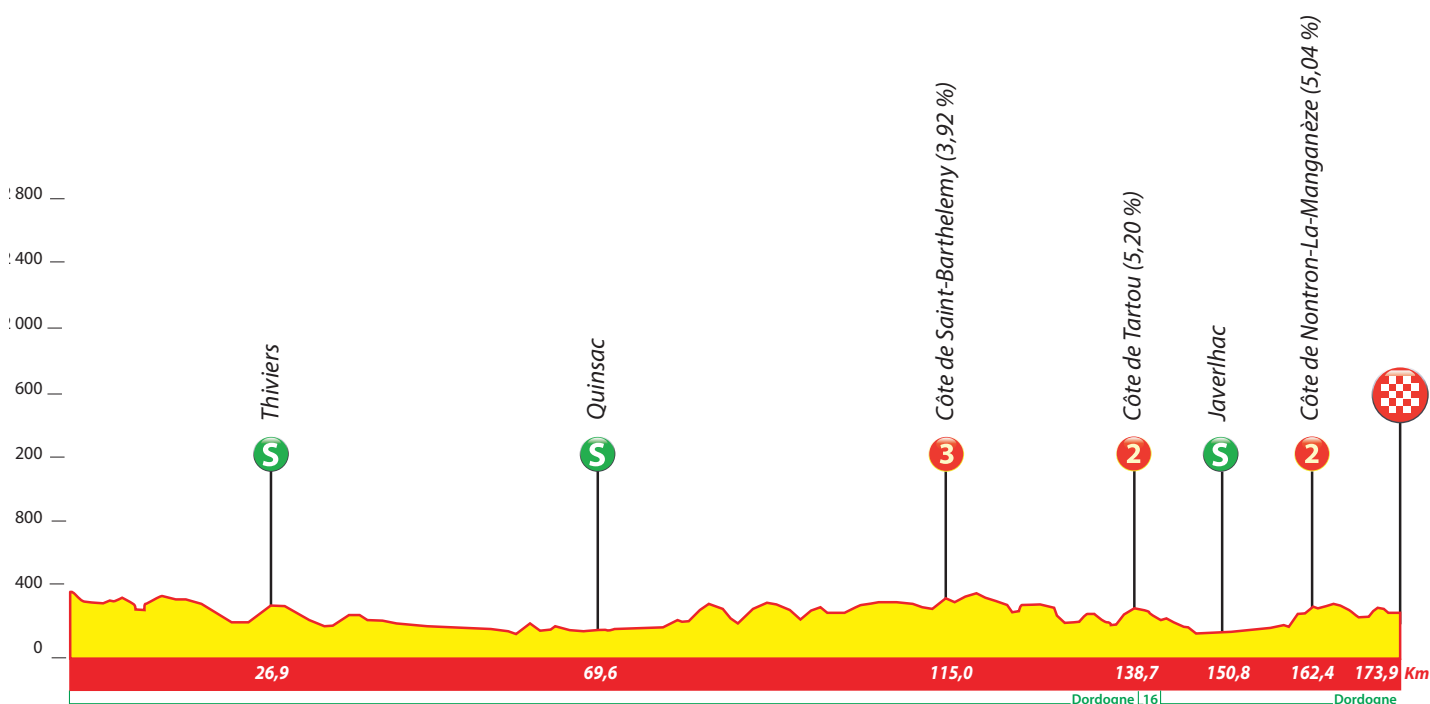 Côte de Nontron-La-Manganèze (5,04 %)
Côte de Saint-Barthelemy (3,92 %)
Côte de Tartou (5,20 %)
800
400
000
Thiviers
Quinsac
Javerlhac
600
200
S
S
3
2
S
2
800
400
0
26,9
69,6
115,0
138,7
150,8
162,4
173,9 Km
Dordogne
16
Dordogne